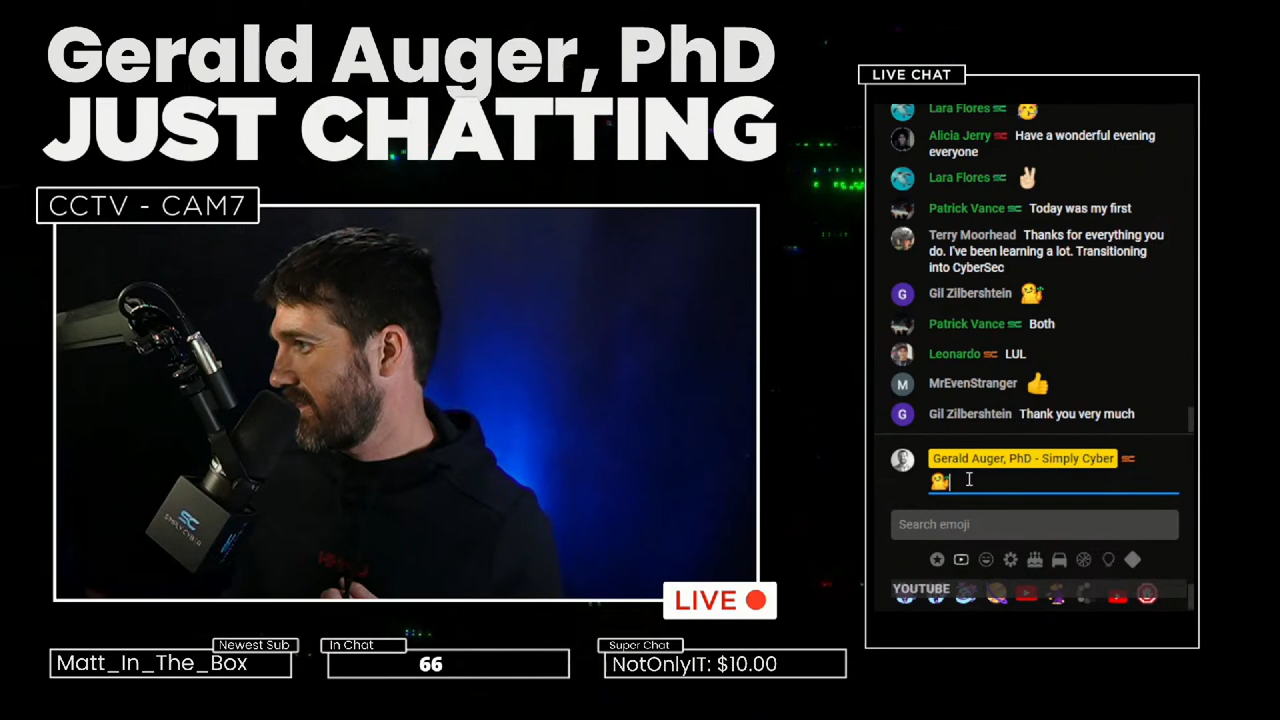 Gerald Auger, PhD
JUST CHATTING
CCTV - CAM7
SIMPLY CYBER
LIVE
Newest Sub
Matt_In_The_Box
In Chat
66
Super Chat
NotOnlyIT: $10.00
LIVE CHAT
Lara Flores
Alicia Jerry Have a wonderful evening
everyone
Lara Flores
Patrick Vance Today was my first
Terry Moorhead Thanks for everything you
do. I've been learning a lot. Transitioning
into CyberSec
G Gil Zilbershtein
Patrick Vance Both
Leonardo LUL
M MrEvenStranger
G Gil Zilbershtein Thank you very much
Gerald Auger, PhD - Simply Cyber
Search emoji
YOUTUBE